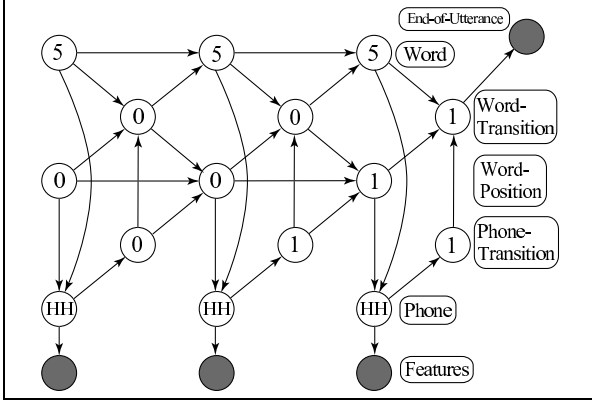 End-of-Utterance
5 5 5 Word
0 0 1 Word-
Transition
0 0 1 Word-
Position
0 1 1 Phone-
Transition
HH HH HH Phone
Features